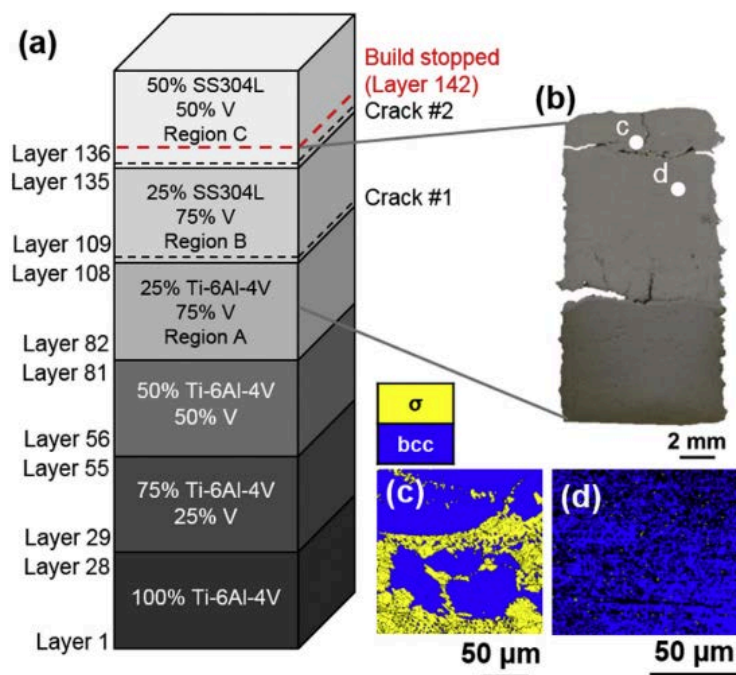 (a)
50% SS304L
50% V
Region C
Build stopped
(Layer 142)
Crack #2
Layer 136
Layer 135
25% SS304L
75% V
Region B
Crack #1
Layer 109
Layer 108
25% Ti-6Al-4V
75% V
Region A
Layer 82
Layer 81
50% Ti-6Al-4V
50% V
Layer 56
Layer 55
75% Ti-6Al-4V
25% V
Layer 29
Layer 28
100% Ti-6Al-4V
Layer 1
(b)
c
d
2 mm
σ
bcc
(c)
50 μm
(d)
50 μm